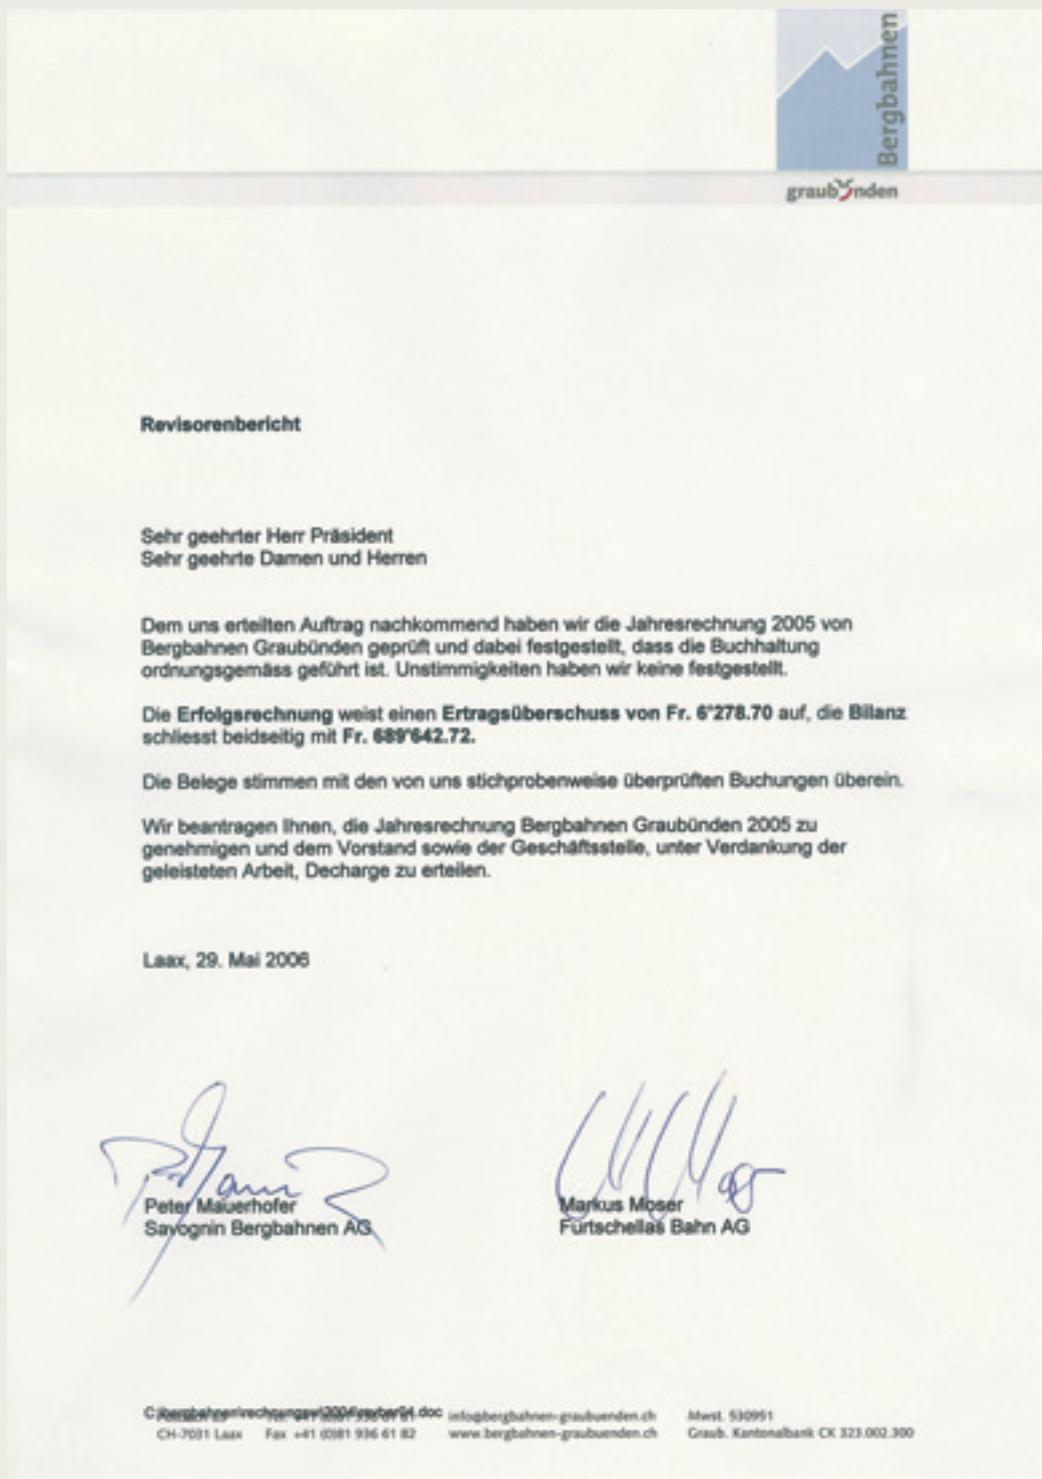 Bergbahnen
graubünden
Revisorenbericht
Sehr geehrter Herr Präsident
Sehr geehrte Damen und Herren
Dem uns erteilten Auftrag nachkommend haben wir die Jahresrechnung 2005 von
Bergbahnen Graubünden geprüft und dabei festgestellt, dass die Buchhaltung
ordnungsgemäss geführt ist. Unstimmigkeiten haben wir keine festgestellt.
Die Erfolgsrechnung weist einen Ertragsüberschuss von Fr. 6'278.70 auf, die Bilanz
schliesst beidseitig mit Fr. 689'642.72.
Die Belege stimmen mit den von uns stichprobenweise überprüften Buchungen überein.
Wir beantragen Ihnen, die Jahresrechnung Bergbahnen Graubünden 2005 zu
genehmigen und dem Vorstand sowie der Geschäftsstelle, unter Verdankung der
geleisteten Arbeit, Decharge zu erteilen.
Laax, 29. Mai 2006
Peter Mauerhofer
Savognin Bergbahnen AG
Markus Moser
Furtschellas Bahn AG
info@bergbahnen-graubuenden.ch Mwst. 530951
CH-7031 Laax Fax +41 (0)81 936 61 82 www.bergbahnen-graubuenden.ch Graub. Kantonalbank CK 323.002.300